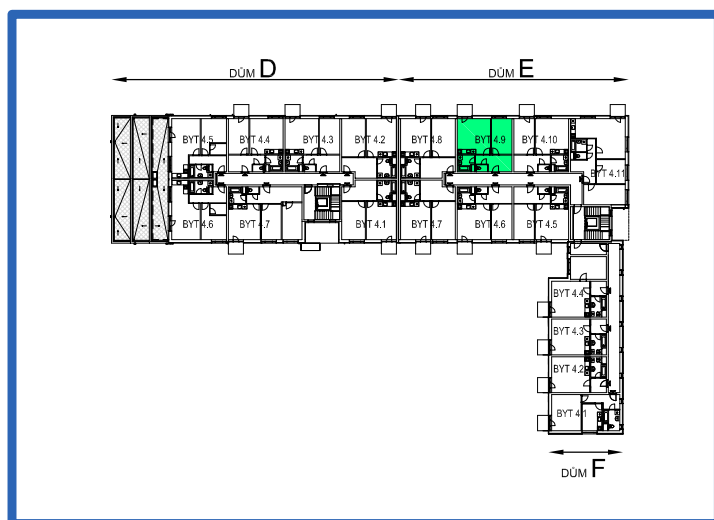 DŮM D DŮM E
BYT 4.5 BYT 4.4 BYT 4.3 BYT 4.2 BYT 4.8 BYT 4.9 BYT 4.10
BYT 4.11
BYT 4.6 BYT 4.7 BYT 4.1 BYT 4.7 BYT 4.6 BYT 4.5
BYT 4.4
BYT 4.3
BYT 4.2
BYT 4.1
DŮM F